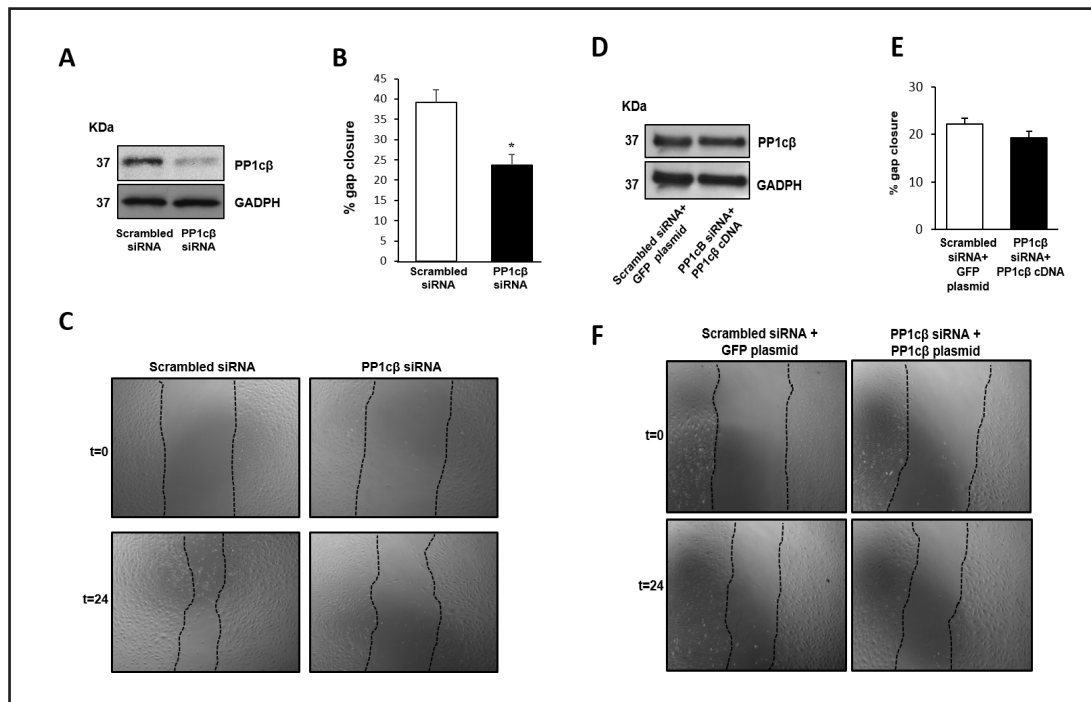 A
KDa
37
PP1cβ
37
GADPH
Scrambled
siRNA
PP1cβ
siRNA
B
% gap closure
45
40
35
30
25
20
15
10
5
0
*
Scrambled
siRNA
PP1cβ
siRNA
C
Scrambled siRNA
PP1cβ siRNA
t=0
t=24
D
KDa
37
PP1cβ
37
GADPH
Scrambled siRNA+
GFP plasmid
PP1cB siRNA+
PP1cβ cDNA
E
% gap closure
30
20
10
0
Scrambled
siRNA+
GFP
plasmid
PP1cβ
siRNA+
PP1cβ cDNA
F
Scrambled siRNA +
GFP plasmid
PP1cβ siRNA +
PP1cβ plasmid
t=0
t=24